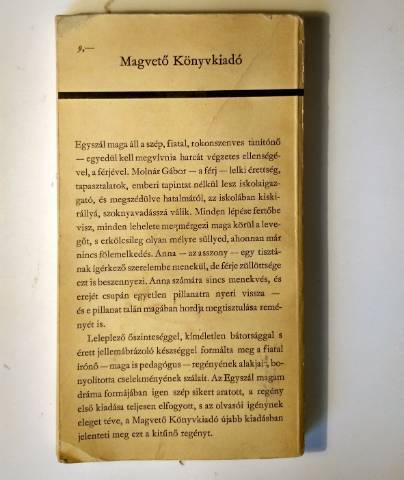 9,—
Magvető Könyvkiadó
Egyszál maga áll a szép, fiatal, rokonszenves tanítónő
— egyedül kell megvívnia harcát végzetes ellenségé-
vel, a férjével. Molnár Gábor — a férj — lelki érettség,
tapasztalatok, emberi tapintat nélkül lesz iskolaigaz-
gató, és megszédülve hatalmától, az iskolában kiski-
rállyá, szoknyavadásszá válik. Minden lépése fertőbe
visz, minden lehelete megmérgezi maga körül a leve-
gőt, s erkölcsileg olyan mélyre süllyed, ahonnan már
nincs fölemelkedés. Anna — az asszony — egy tisztá-
nak ígérkező szerelembe menekül, de férje züllöttsége
ezt is beszennyezi. Anna számára sincs menekvés, és
erejét csupán egyetlen pillanatra nyeri vissza —
és e pillanat talán magában hordja megtisztulása remé-
nyét is.
Leleplező őszinteséggel, kíméletlen bátorsággal s
érett jellemábrázoló készséggel formálta meg a fiatal
írónő — maga is pedagógus — regényének alakjait, bo-
nyolította cselekményének szálait. Az Egyszál magam
dráma formájában igen szép sikert aratott, a regény
első kiadása teljesen elfogyott, s az olvasói igénynek
eleget téve, a Magvető Könyvkiadó újabb kiadásban
jelenteti meg ezt a kitűnő regényt.